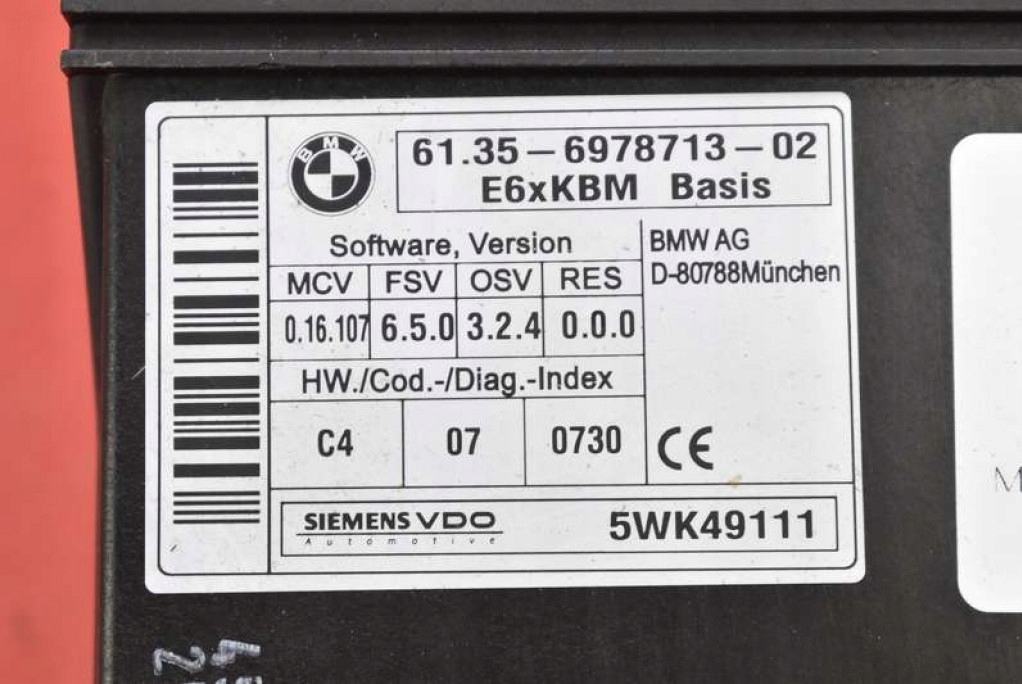 BMW
61.35-6978713-02
E6xKBM Basis
Software, Version
MCV FSV OSV RES
0.16.107 6.5.0 3.2.4 0.0.0
BMW AG
D-80788München
HW./Cod.-/Diag.-Index
C4 07 0730
CE
SIEMENS VDO
Automotive
5WK49111
M